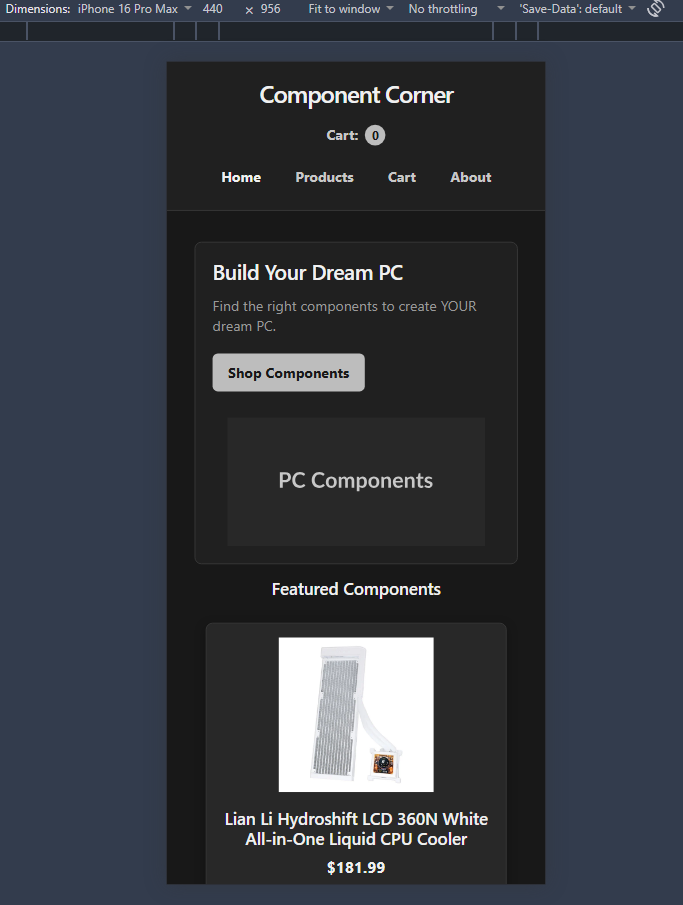 Dimensions: iPhone 16 Pro Max 440 × 956 Fit to window No throttling 'Save-Data': default
Component Corner
Cart: 0
Home Products Cart About
Build Your Dream PC
Find the right components to create YOUR
dream PC.
Shop Components
PC Components
Featured Components
Lian Li Hydroshift LCD 360N White
All-in-One Liquid CPU Cooler
$181.99